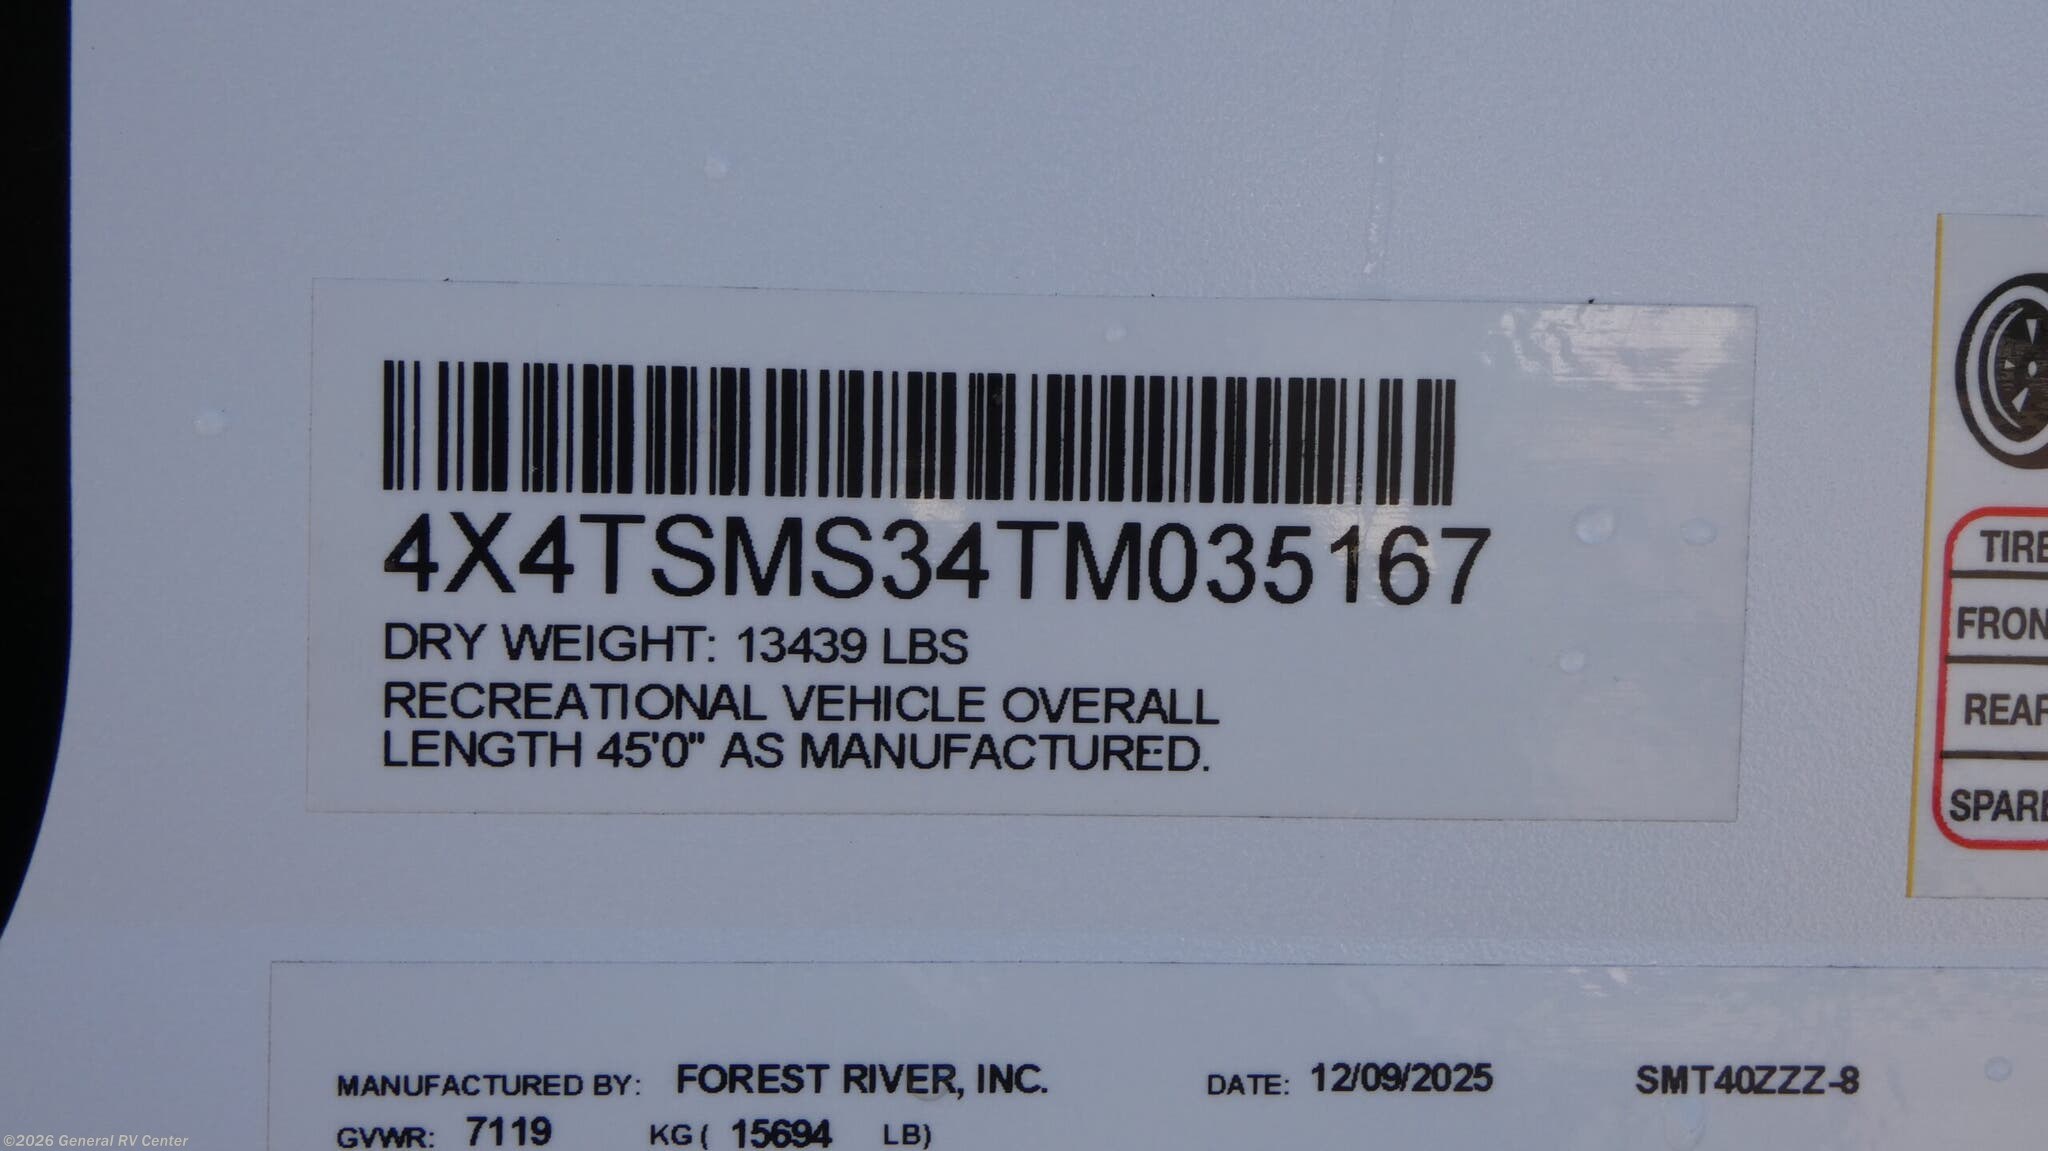 4X4TSMS34TM035167
DRY WEIGHT: 13439 LBS
RECREATIONAL VEHICLE OVERALL
LENGTH 45'0" AS MANUFACTURED.
TIRE
FRON
REAR
SPARE
MANUFACTURED BY: FOREST RIVER, INC. DATE: 12/09/2025 SMT40ZZZ-8
GVWR: 7119 KG ( 15694 LB)
©2026 General RV Center